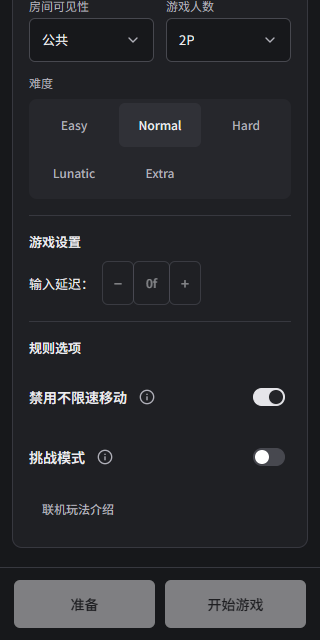 房间可见性 游戏人数
公共 2P
难度
Easy Normal Hard
Lunatic Extra
游戏设置
输入延迟： − 0f +
规则选项
禁用不限速移动
挑战模式
联机玩法介绍
准备 开始游戏